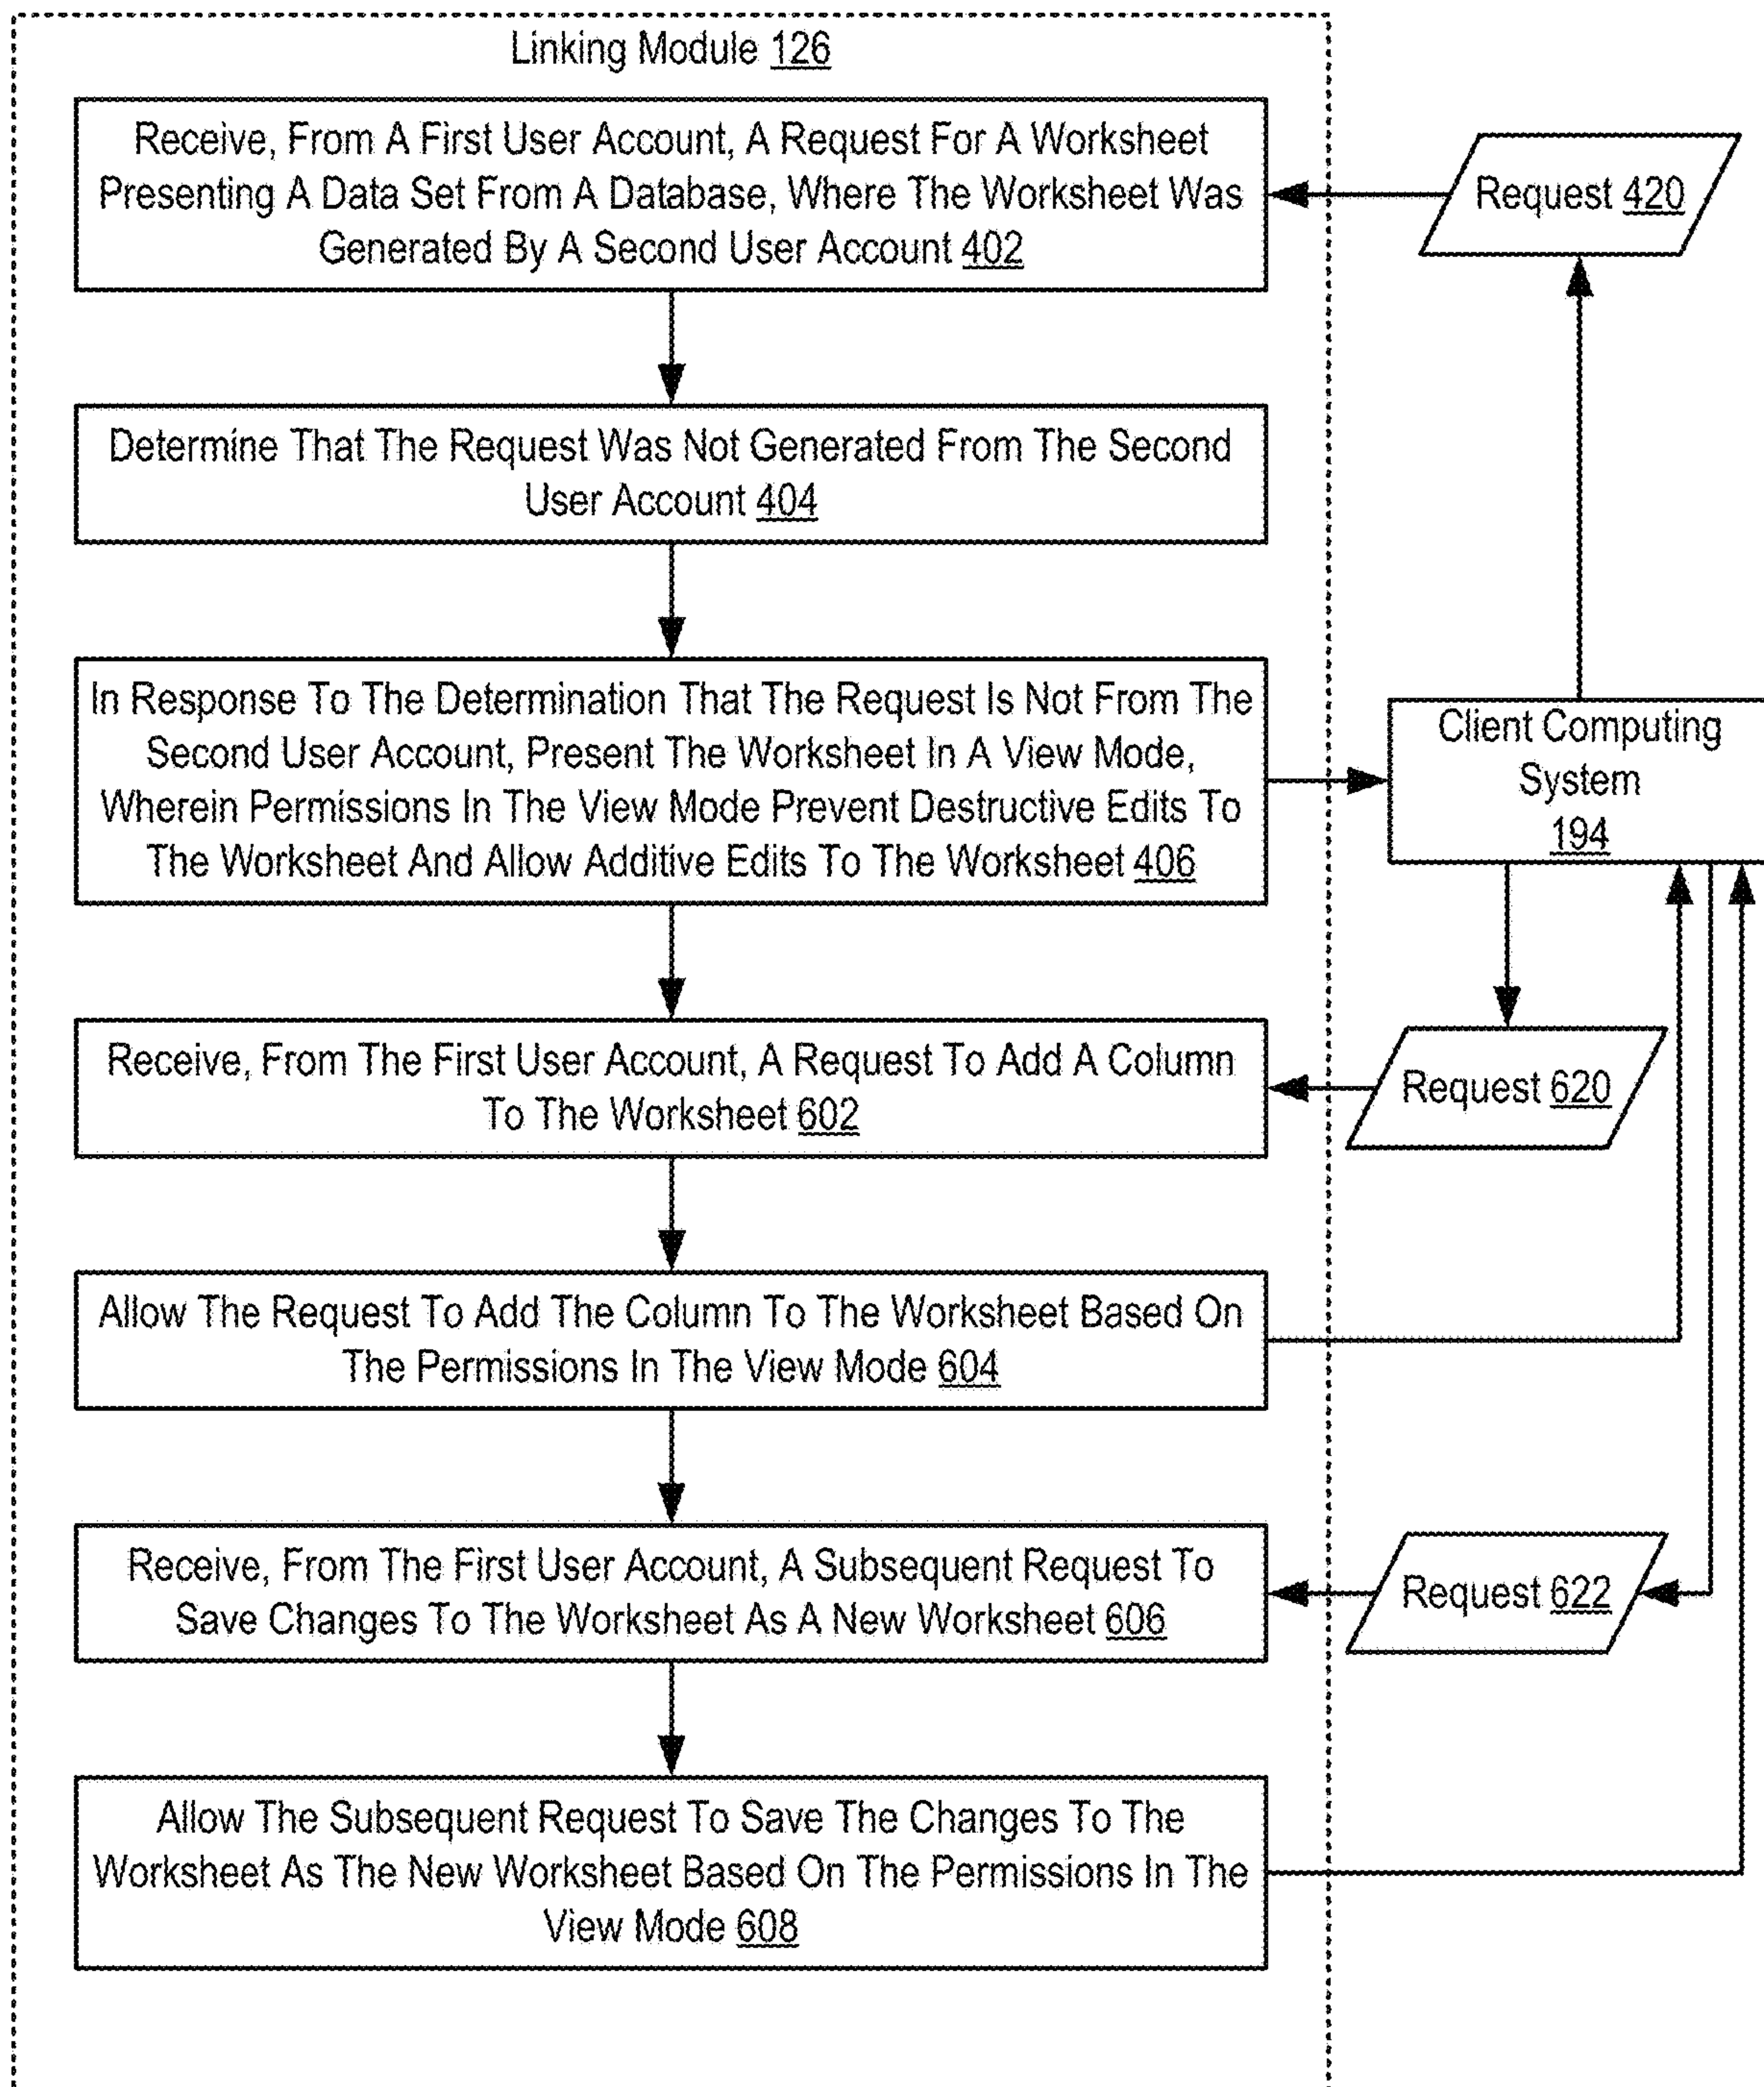 Linking Module 126
Receive, From A First User Account, A Request For A Worksheet
Presenting A Data Set From A Database, Where The Worksheet Was
Generated By A Second User Account 402
Request 420
Determine That The Request Was Not Generated From The Second
User Account 404
In Response To The Determination That The Request Is Not From The
Second User Account, Present The Worksheet In A View Mode,
Wherein Permissions In The View Mode Prevent Destructive Edits To
The Worksheet And Allow Additive Edits To The Worksheet 406
Client Computing
System
194
Receive, From The First User Account, A Request To Add A Column
To The Worksheet 602
Request 620
Allow The Request To Add The Column To The Worksheet Based On
The Permissions In The View Mode 604
Receive, From The First User Account, A Subsequent Request To
Save Changes To The Worksheet As A New Worksheet 606
Request 622
Allow The Subsequent Request To Save The Changes To The
Worksheet As The New Worksheet Based On The Permissions In The
View Mode 608